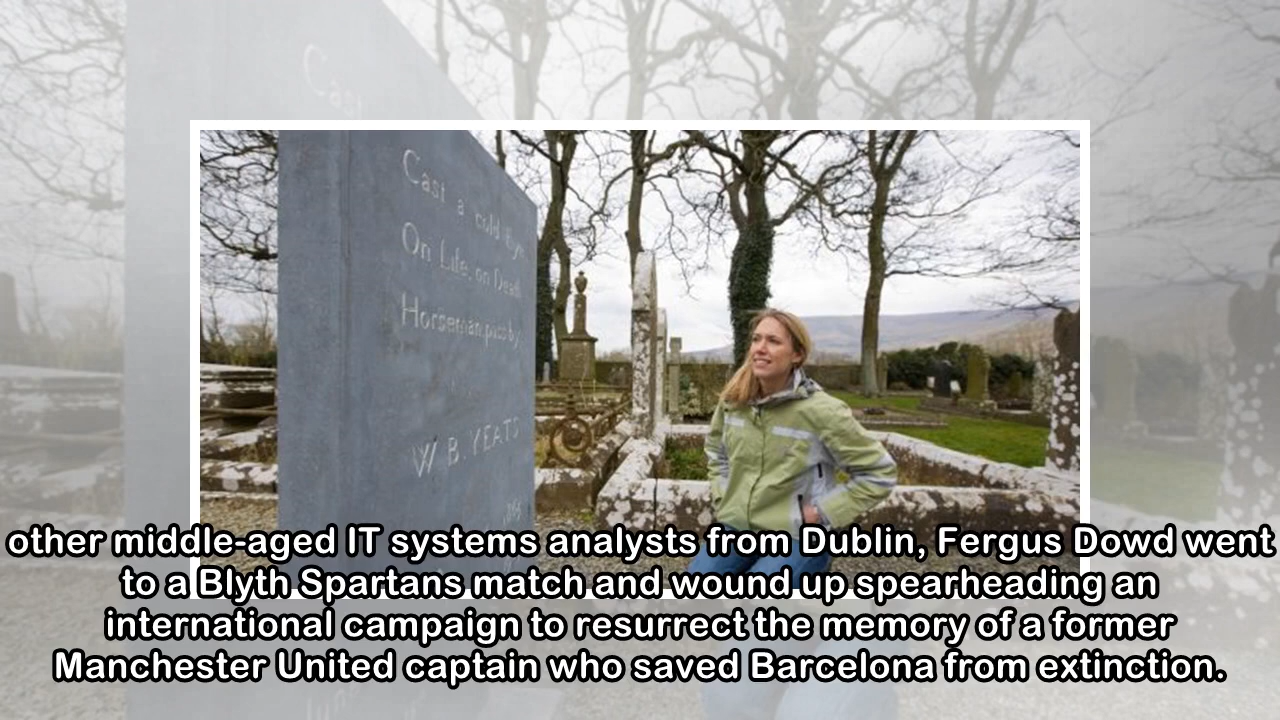 Cast
Cast a cold Eye
On Life, on Death
Horseman, pass by
W. B. YEATS
other middle-aged IT systems analysts from Dublin, Fergus Dowd went
to a Blyth Spartans match and wound up spearheading an
international campaign to resurrect the memory of a former
Manchester United captain who saved Barcelona from extinction.